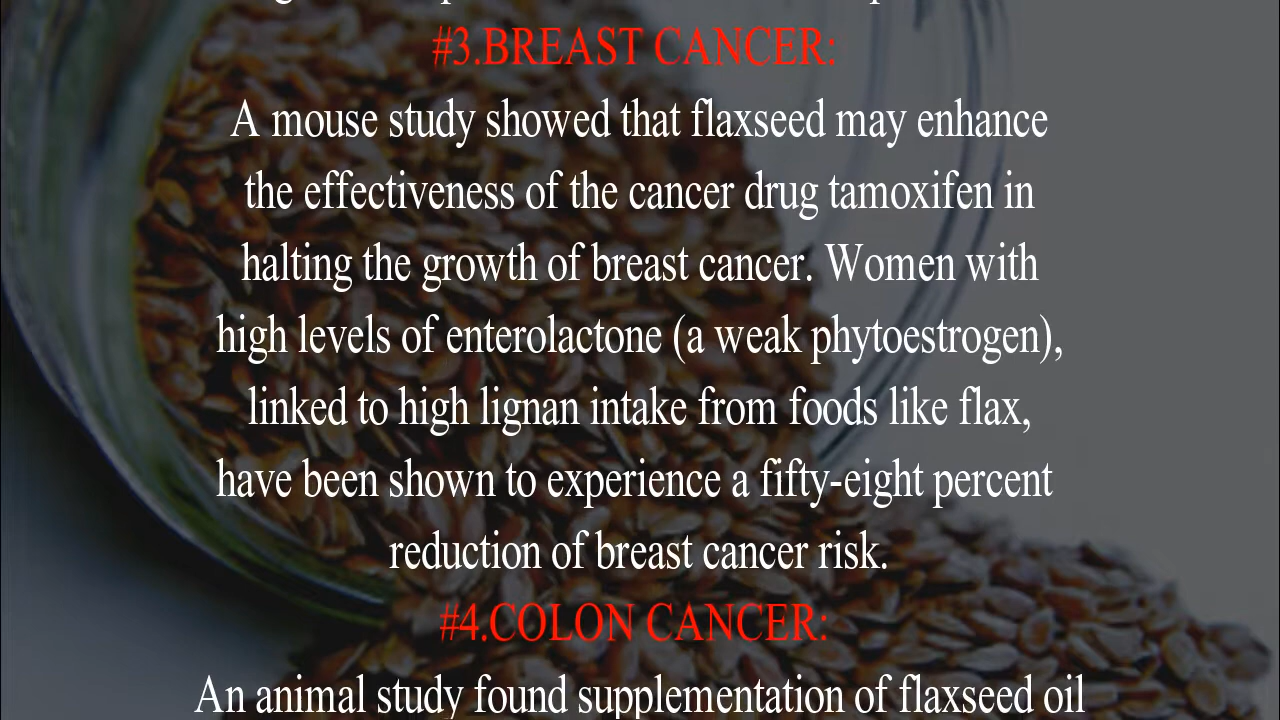 #3.BREAST CANCER:
A mouse study showed that flaxseed may enhance
the effectiveness of the cancer drug tamoxifen in
halting the growth of breast cancer. Women with
high levels of enterolactone (a weak phytoestrogen),
linked to high lignan intake from foods like flax,
have been shown to experience a fifty-eight percent
reduction of breast cancer risk.
#4.COLON CANCER:
An animal study found supplementation of flaxseed oil